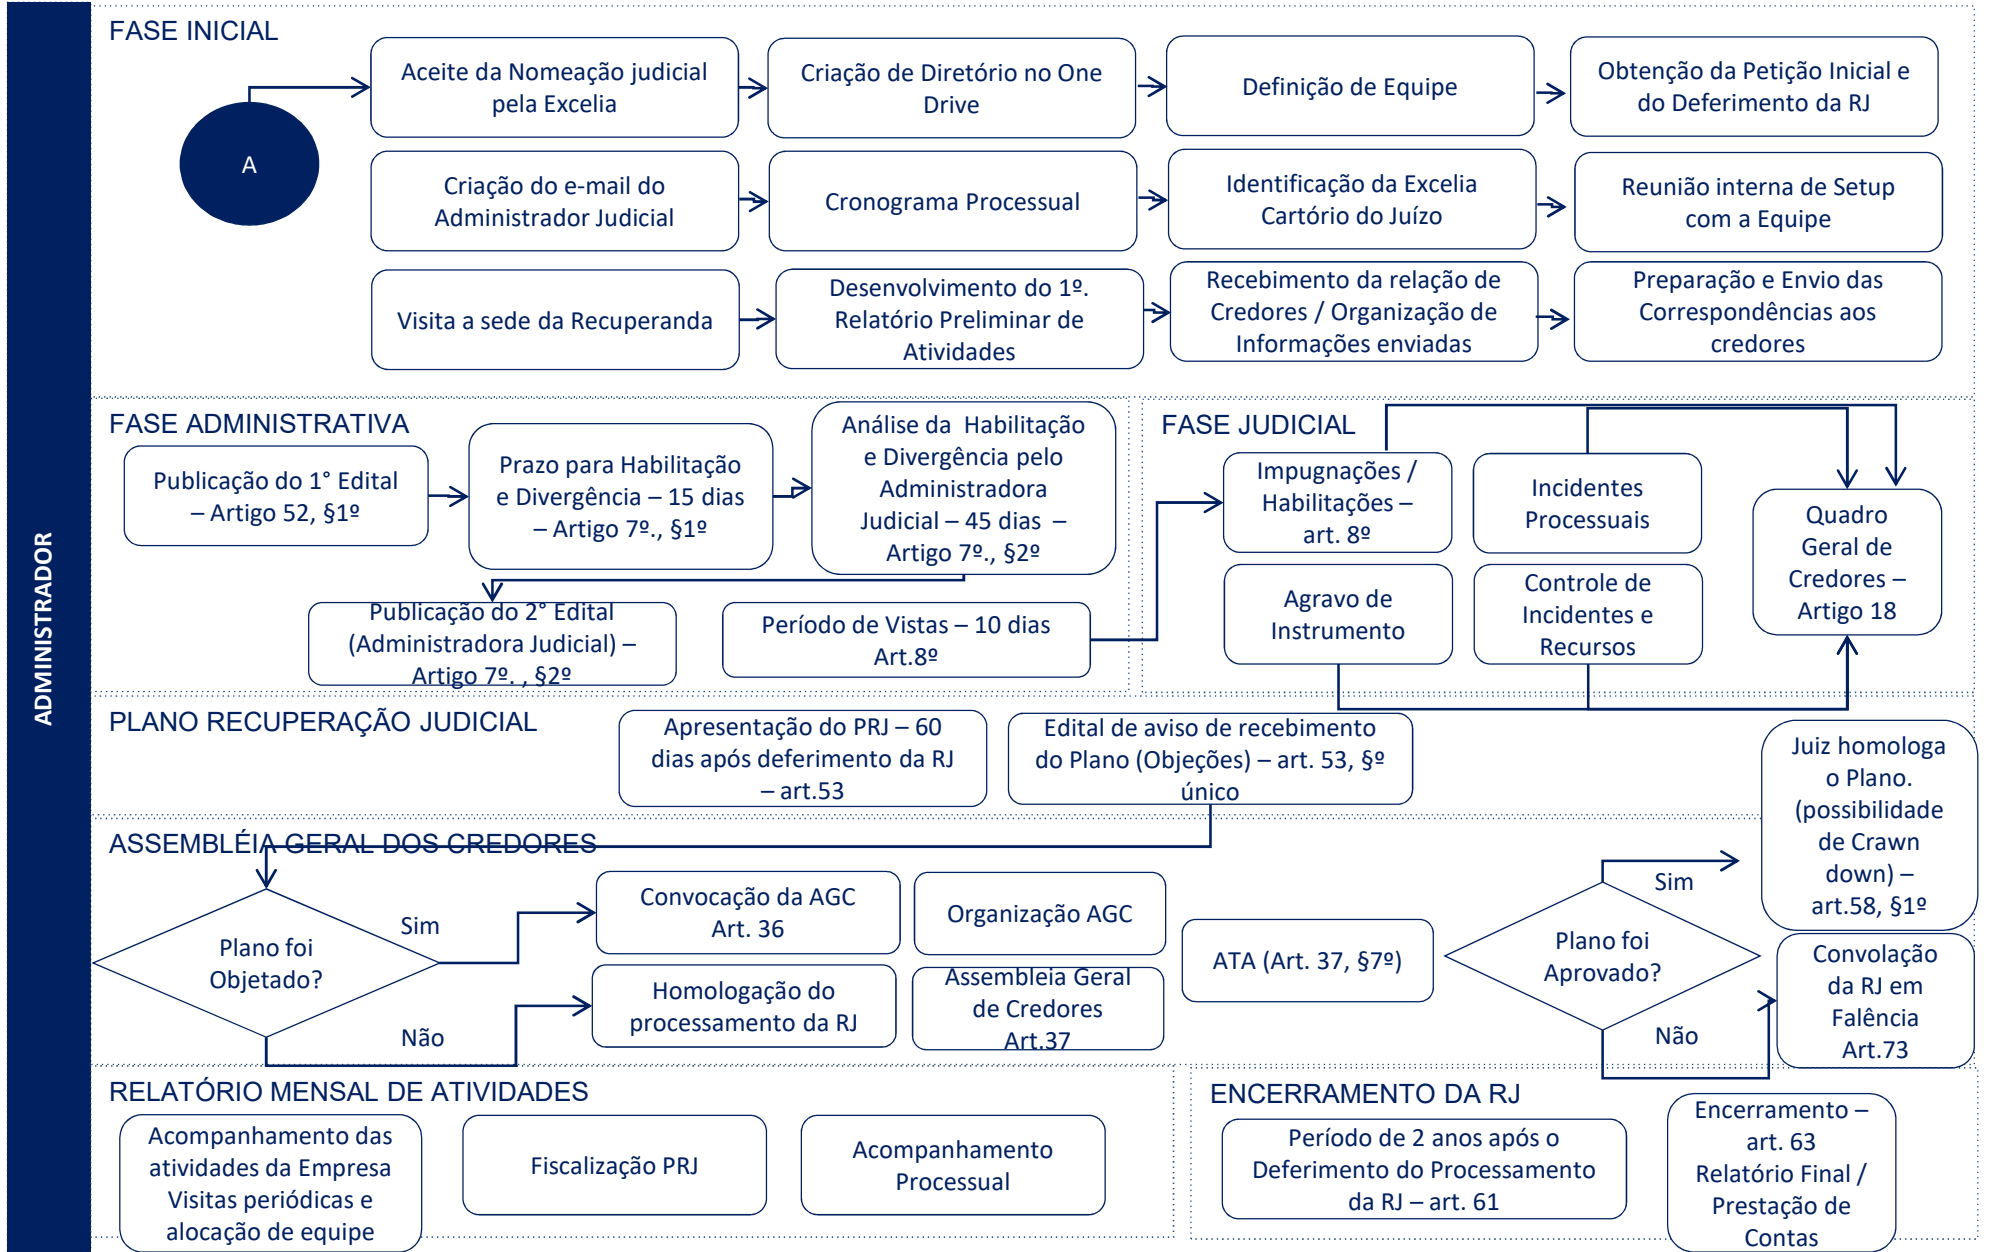 ADMINISTRADOR
FASE INICIAL
A
Aceite da Nomeação judicial
pela Excelia
Criação de Diretório no One
Drive
Definição de Equipe
Obtenção da Petição Inicial e
do Deferimento da RJ
Criação do e-mail do
Administrador Judicial
Cronograma Processual
Identificação da Excelia
Cartório do Juízo
Reunião interna de Setup
com a Equipe
Visita a sede da Recuperanda
Desenvolvimento do 1º.
Relatório Preliminar de
Atividades
Recebimento da relação de
Credores / Organização de
Informações enviadas
Preparação e Envio das
Correspondências aos
credores
FASE ADMINISTRATIVA
Publicação do 1° Edital
– Artigo 52, §1º
Prazo para Habilitação
e Divergência – 15 dias
– Artigo 7º., §1º
Análise da Habilitação
e Divergência pelo
Administradora
Judicial – 45 dias –
Artigo 7º., §2º
Publicação do 2° Edital
(Administradora Judicial) –
Artigo 7º. , §2º
Período de Vistas – 10 dias
Art.8º
FASE JUDICIAL
Impugnações /
Habilitações –
art. 8º
Incidentes
Processuais
Agravo de
Instrumento
Controle de
Incidentes e
Recursos
Quadro
Geral de
Credores –
Artigo 18
PLANO RECUPERAÇÃO JUDICIAL
Apresentação do PRJ – 60
dias após deferimento da RJ
– art.53
Edital de aviso de recebimento
do Plano (Objeções) – art. 53, §º
único
Juiz homologa
o Plano.
(possibilidade
de Crawn
down) –
art.58, §1º
ASSEMBLÉIA GERAL DOS CREDORES
Plano foi
Objetado?
Sim
Não
Convocação da AGC
Art. 36
Organização AGC
Homologação do
processamento da RJ
Assembleia Geral
de Credores
Art.37
ATA (Art. 37, §7º)
Plano foi
Aprovado?
Sim
Não
Convolação
da RJ em
Falência
Art.73
RELATÓRIO MENSAL DE ATIVIDADES
Acompanhamento das
atividades da Empresa
Visitas periódicas e
alocação de equipe
Fiscalização PRJ
Acompanhamento
Processual
ENCERRAMENTO DA RJ
Período de 2 anos após o
Deferimento do Processamento
da RJ – art. 61
Encerramento –
art. 63
Relatório Final /
Prestação de
Contas